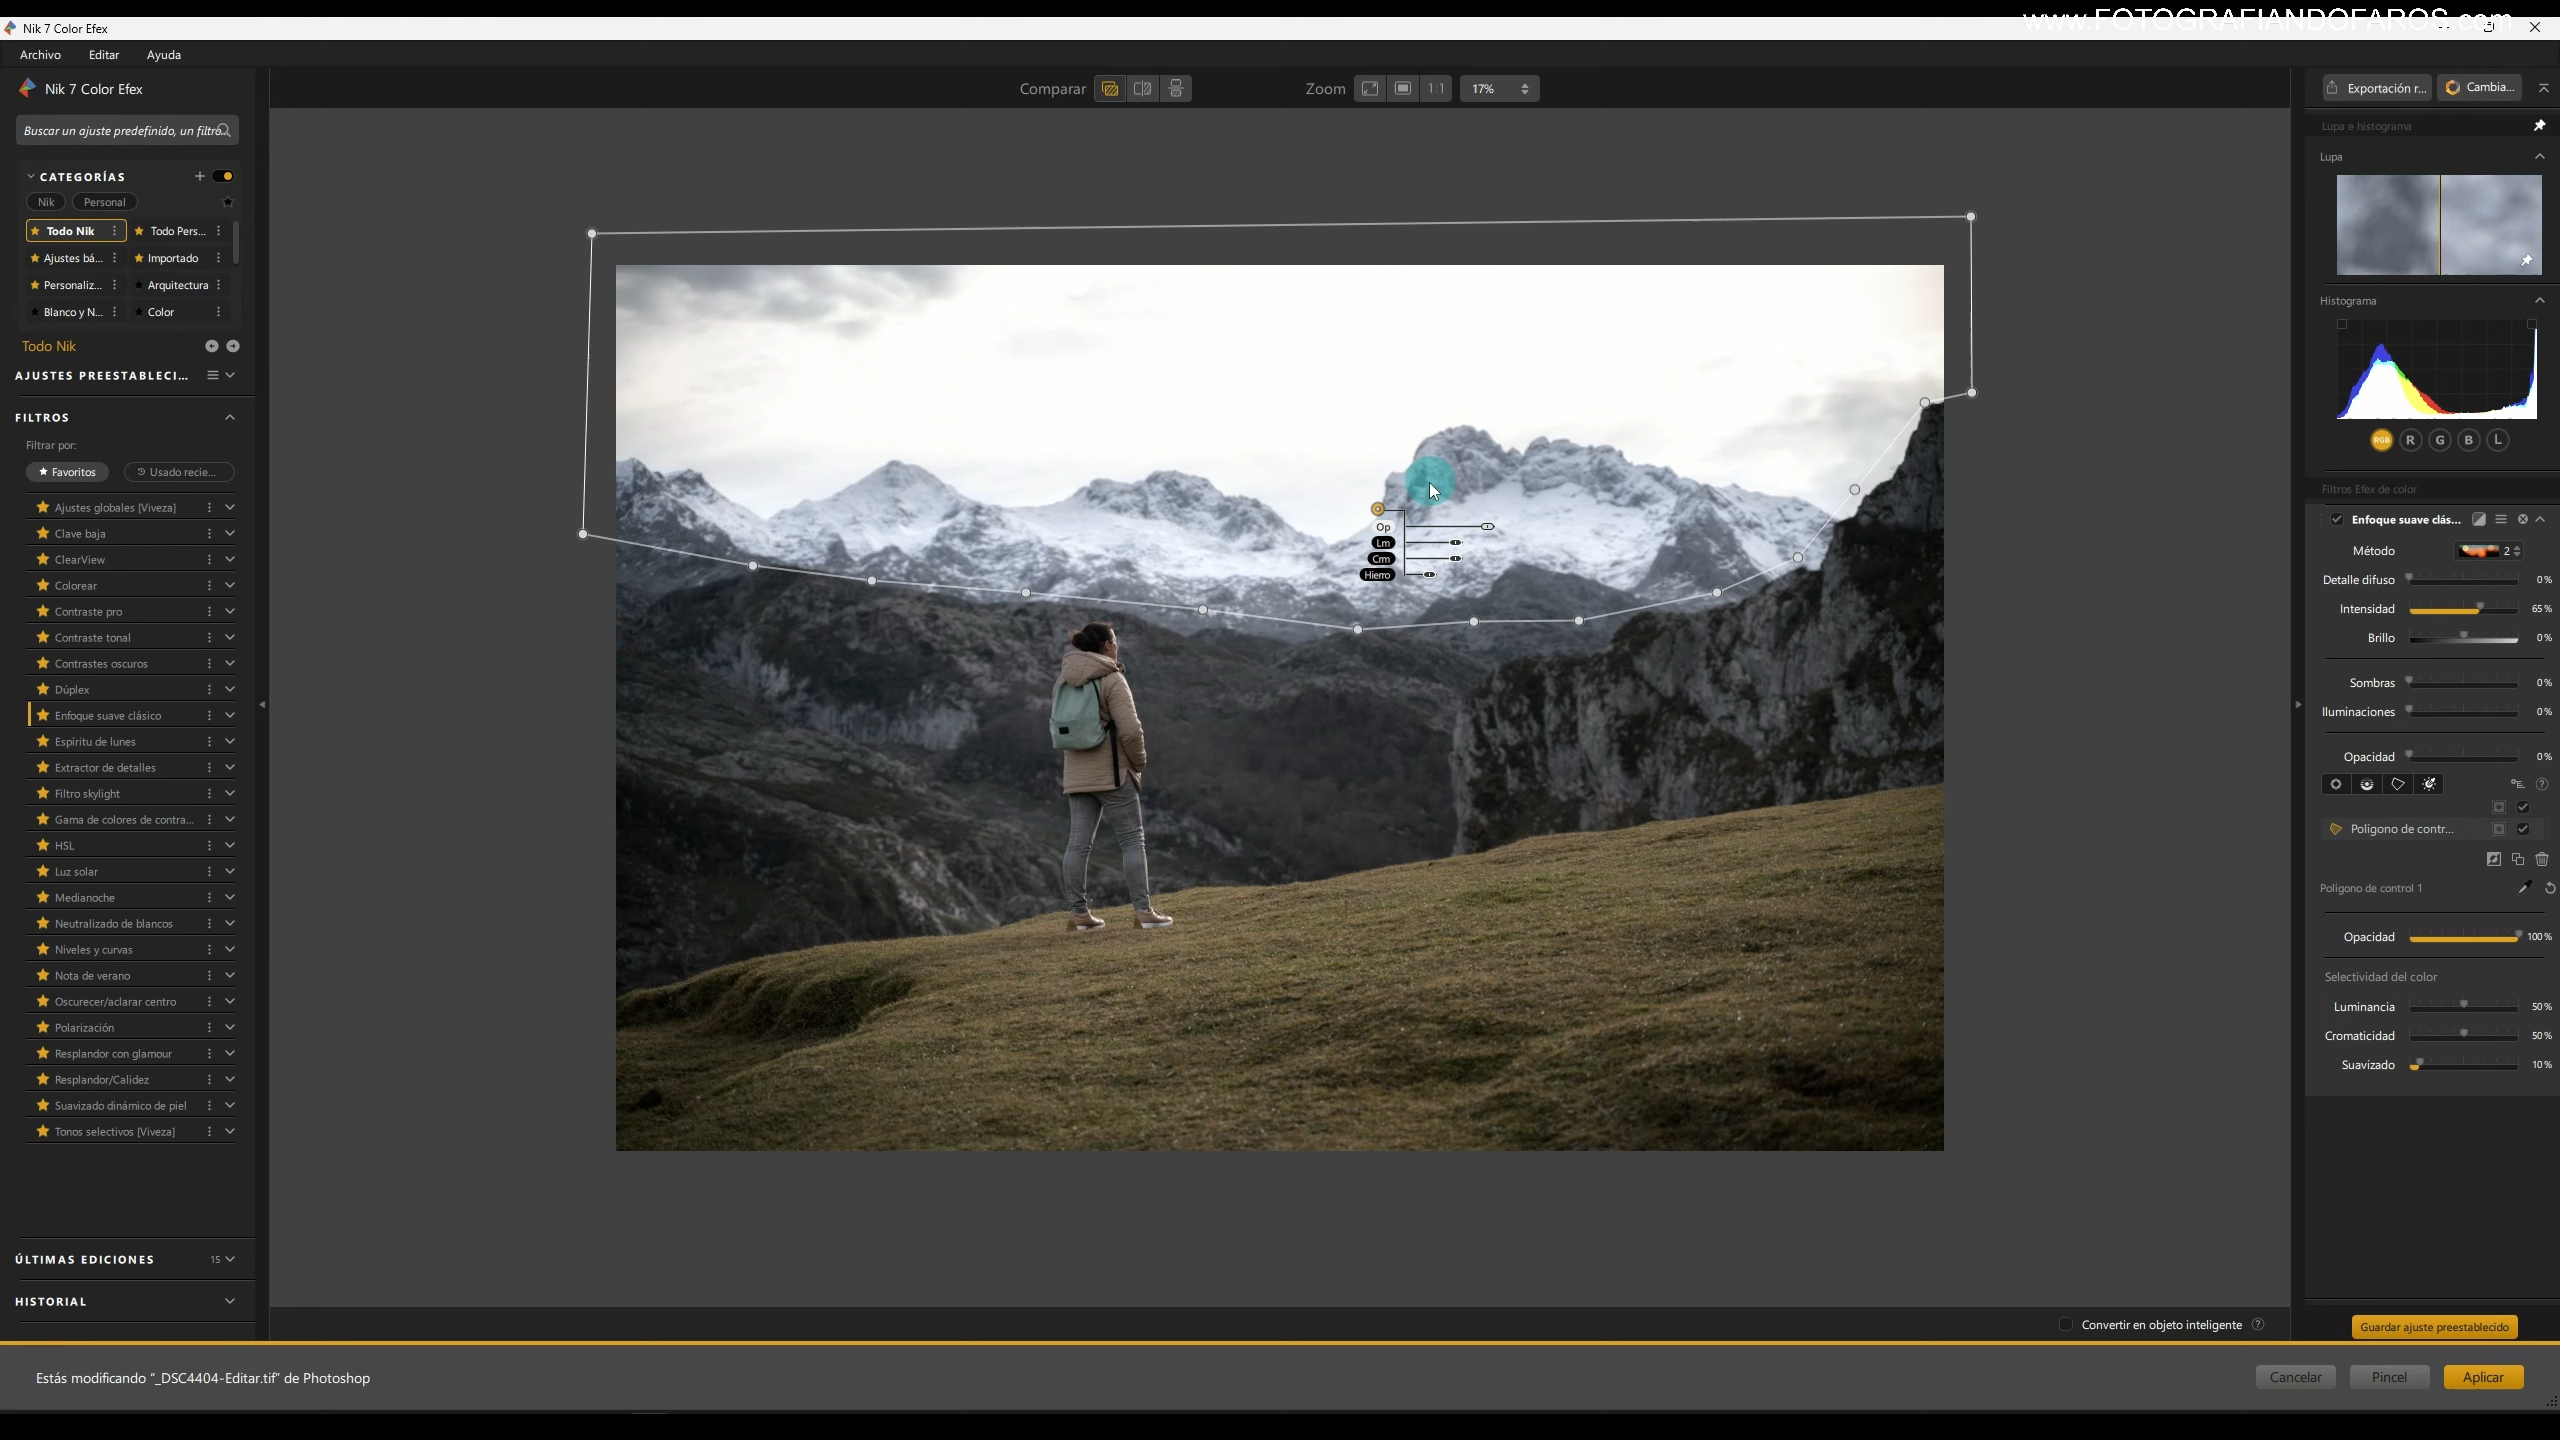 www.FOTOGRAFIANDOFAROS.com
Nik 7 Color Efex
Archivo Editar Ayuda
Nik 7 Color Efex
Comparar
Zoom
1:1
17%
Exportación r...
Cambia...
Buscar un ajuste predefinido, un filtro...
Lupa e histograma
Lupa
CATEGORÍAS
Nik Personal
Todo Nik
Todo Pers...
Ajustes bá...
Importado
Personaliz...
Arquitectura
Blanco y N...
Color
Histograma
RGB R G B L
Todo Nik
AJUSTES PREESTABLECI...
FILTROS
Filtrar por:
Favoritos
Usado recie...
Ajustes globales [Viveza]
Clave baja
ClearView
Colorear
Contraste pro
Contraste tonal
Contrastes oscuros
Dúplex
Enfoque suave clásico
Espíritu de lunes
Extractor de detalles
Filtro skylight
Gama de colores de contra...
HSL
Luz solar
Medianoche
Neutralizado de blancos
Niveles y curvas
Nota de verano
Oscurecer/aclarar centro
Polarización
Resplandor con glamour
Resplandor/Calidez
Suavizado dinámico de piel
Tonos selectivos [Viveza]
ÚLTIMAS EDICIONES 15
HISTORIAL
Op
Lm
Crm
Hierro
Filtros Efex de color
Enfoque suave clás...
Método 2
Detalle difuso 0%
Intensidad 65%
Brillo 0%
Sombras 0%
Iluminaciones 0%
Opacidad 0%
Polígono de contr...
Polígono de control 1
Opacidad 100%
Selectividad del color
Luminancia 50%
Cromaticidad 50%
Suavizado 10%
Convertir en objeto inteligente
Guardar ajuste preestablecido
Estás modificando "_DSC4404-Editar.tif" de Photoshop
Cancelar
Pincel
Aplicar